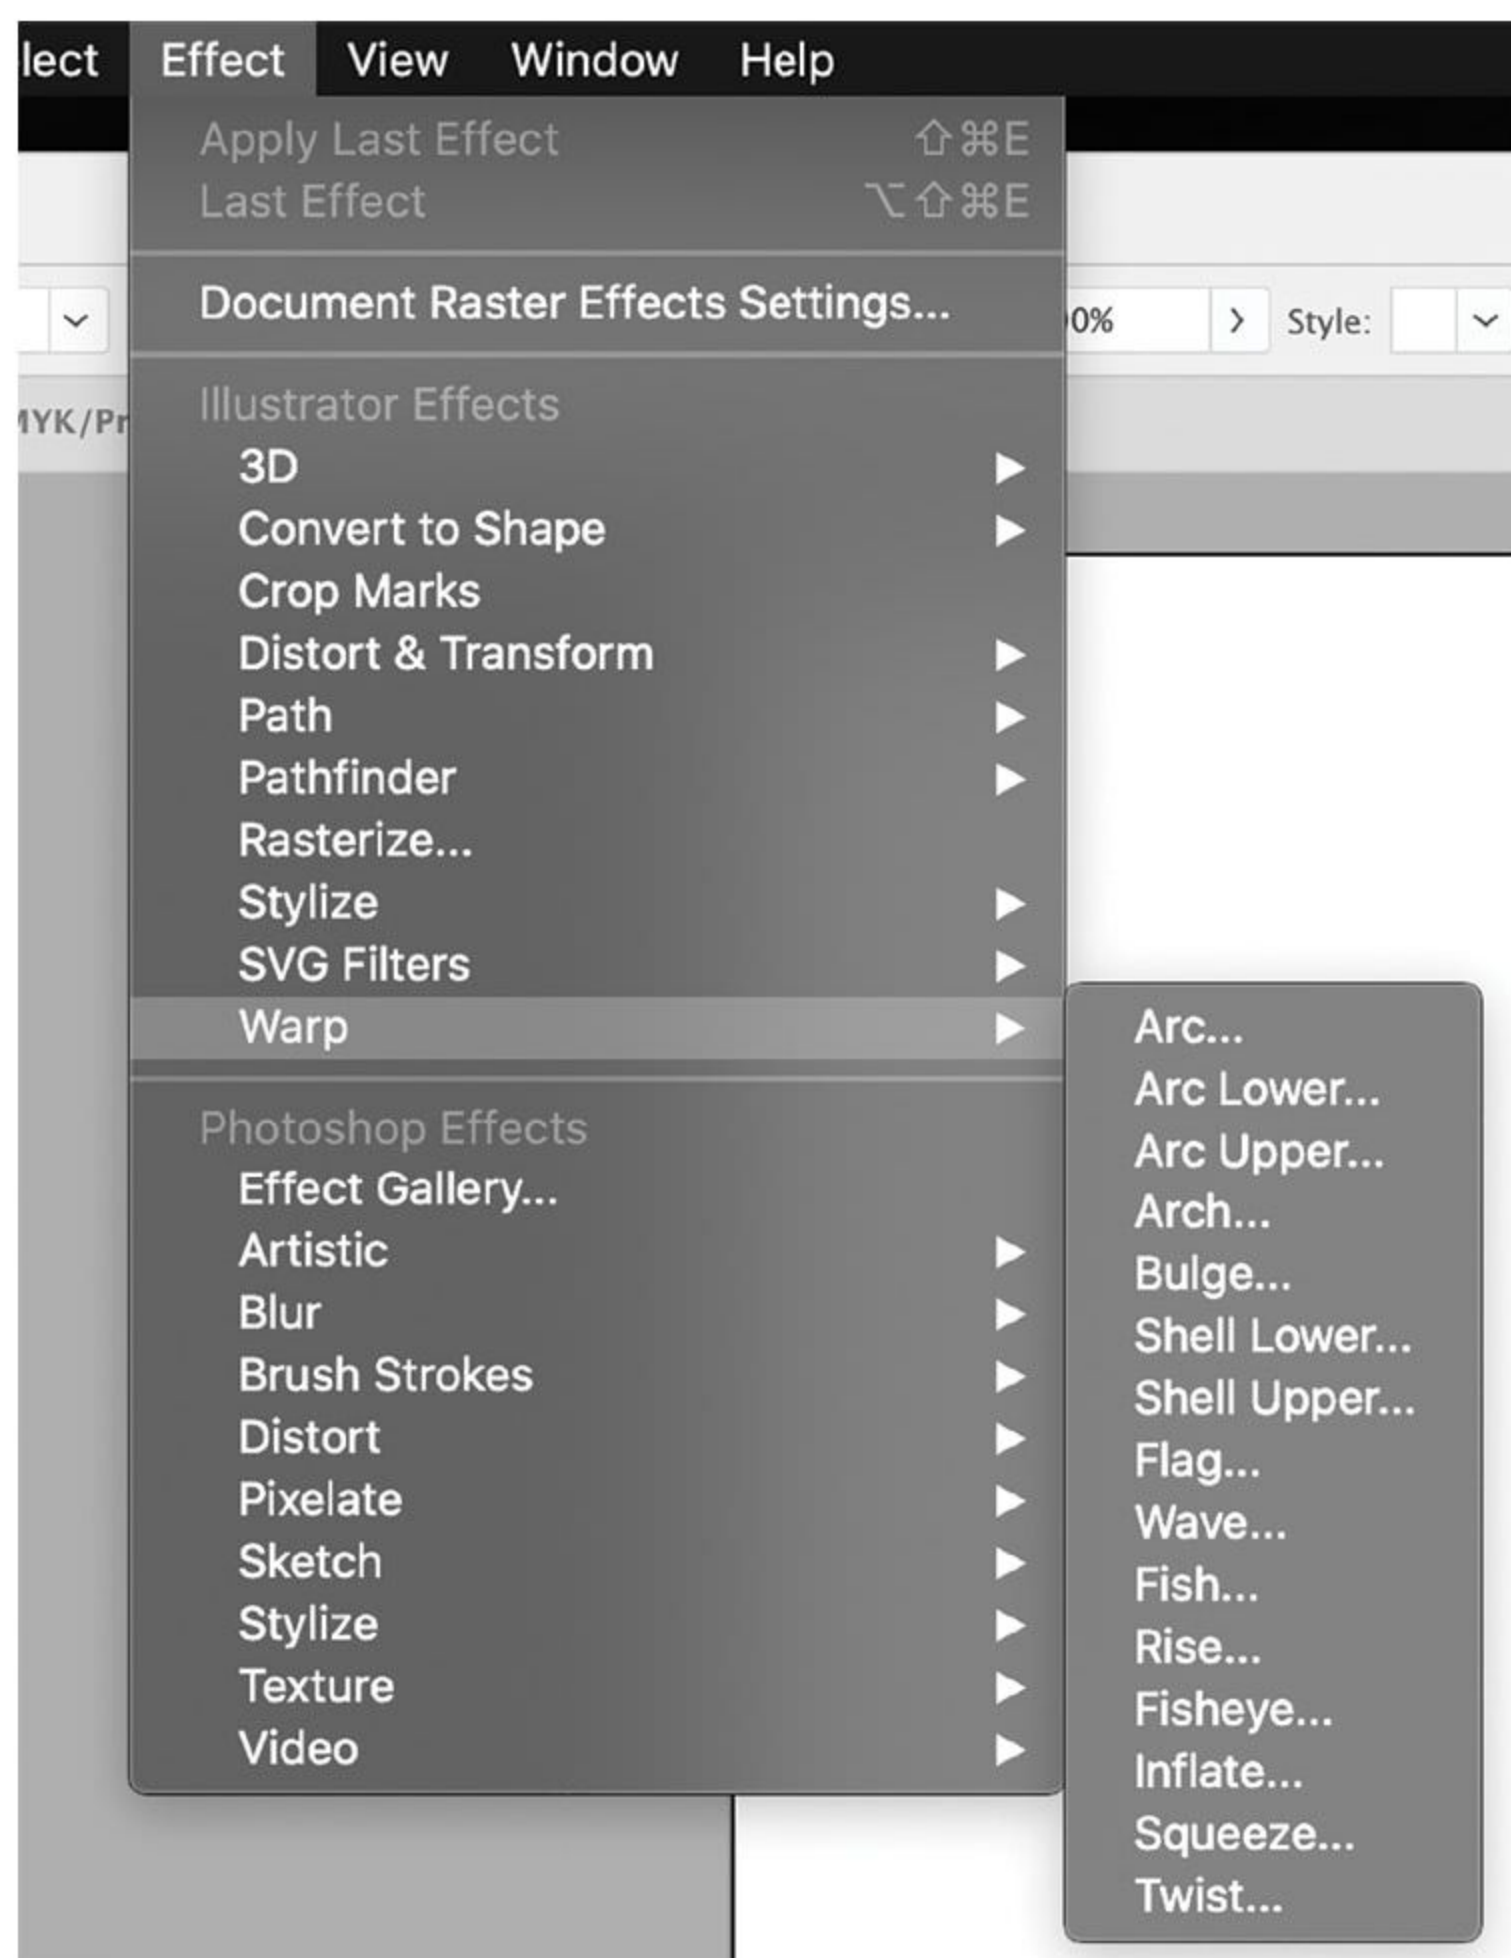 lect Effect View Window Help
Apply Last Effect ⇧⌘E
Last Effect ⌥⇧⌘E
Document Raster Effects Settings...
0% Style:
Illustrator Effects
MYK/Pr
3D
Convert to Shape
Crop Marks
Distort & Transform
Path
Pathfinder
Rasterize...
Stylize
SVG Filters
Warp
Photoshop Effects
Effect Gallery...
Artistic
Blur
Brush Strokes
Distort
Pixelate
Sketch
Stylize
Texture
Video
Arc...
Arc Lower...
Arc Upper...
Arch...
Bulge...
Shell Lower...
Shell Upper...
Flag...
Wave...
Fish...
Rise...
Fisheye...
Inflate...
Squeeze...
Twist...